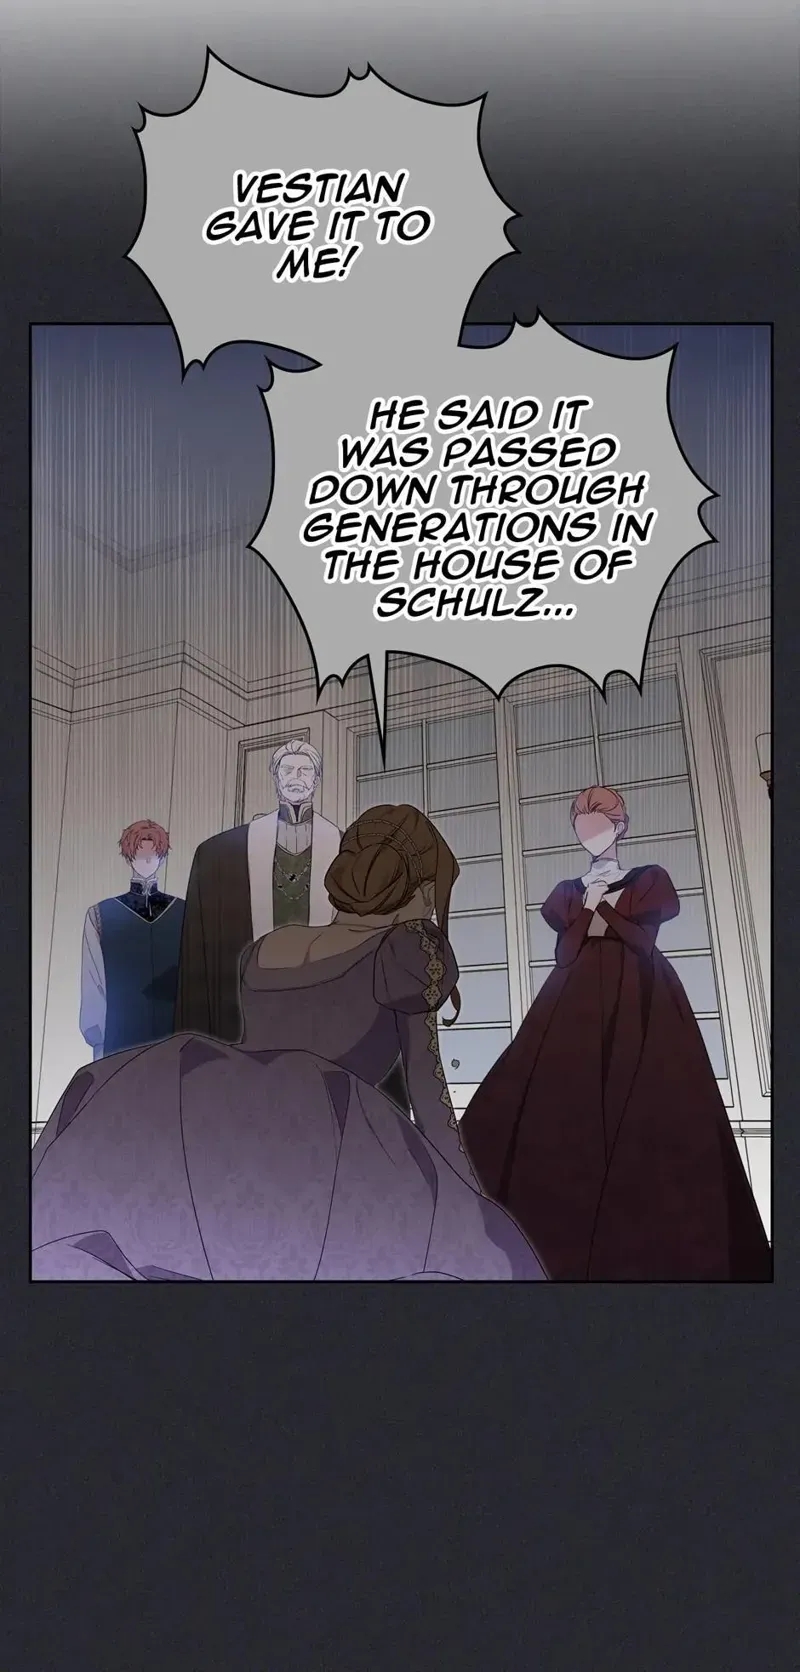 VESTIAN
GAVE IT TO
ME!
HE SAID IT
WAS PASSED
DOWN THROUGH
GENERATIONS IN
THE HOUSE OF
SCHULZ...